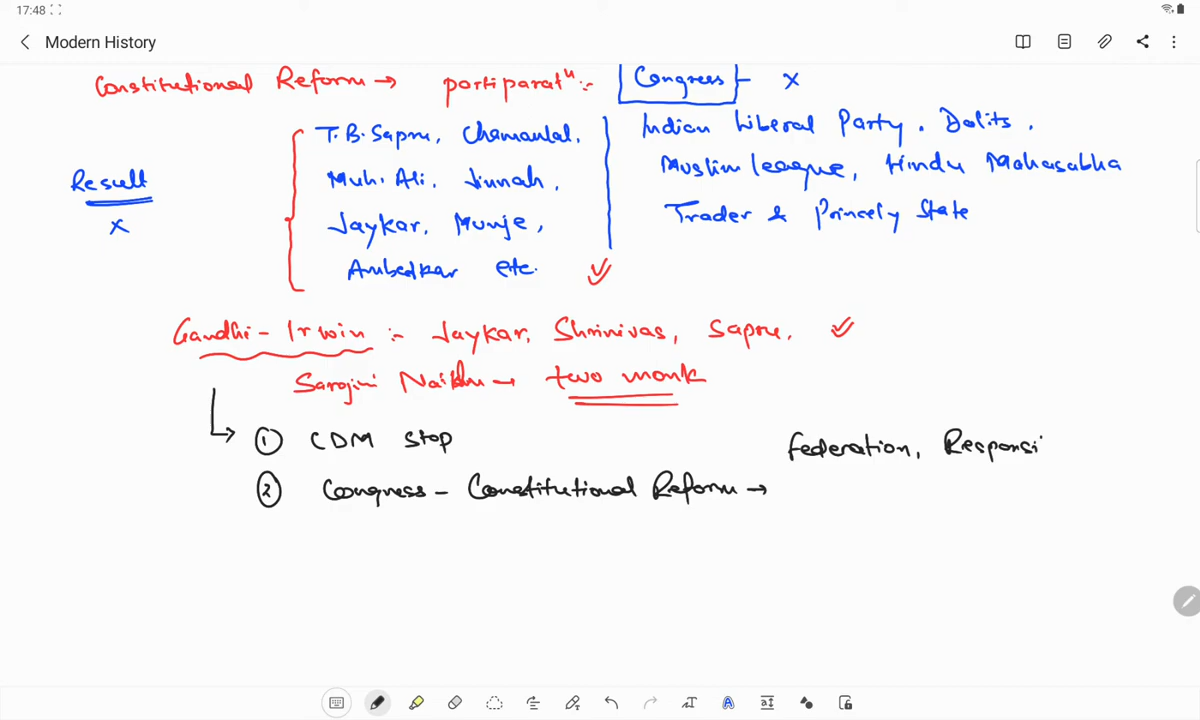 17:48
Modern History
Constitutional Reform → partiparatⁿ :- Congress - x
T.B. Sapru, Chamanlal,
Muh. Ali, Jinnah,
Jaykar, Munje,
Ambedkar etc.
Indian Liberal Party, Dalits,
Muslim league, Hindu Mahasabha
Trader & Princely State
Result
x
Gandhi - Irwin :- Jaykar, Shrinivas, Sapru,
Sarojini Naidu → two monk
① CDM stop
② Congress - Constitutional Reform →
federation, Responsi